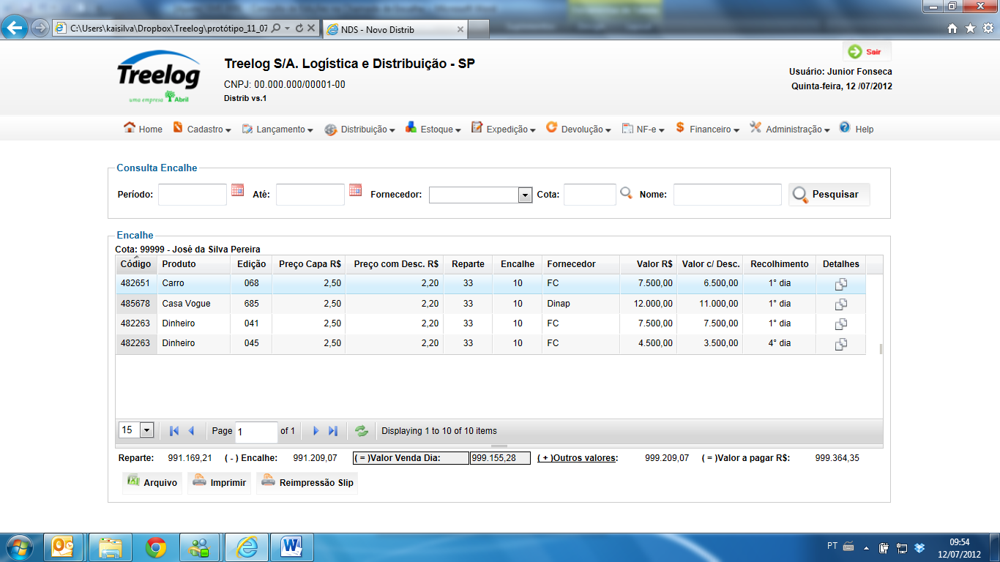 C:\Users\kaisilva\Dropbox\Treelog\protótipo_11_07
NDS - Novo Distrib
Treelog
uma empresa Abril
Treelog S/A. Logística e Distribuição - SP
CNPJ: 00.000.000/00001-00
Distrib vs.1
Sair
Usuário: Junior Fonseca
Quinta-feira, 12 /07/2012
Home Cadastro Lançamento Distribuição Estoque Expedição Devolução NF-e Financeiro Administração Help
Consulta Encalhe
Período: Até: Fornecedor: Cota: Nome: Pesquisar
Encalhe
Cota: 99999 - José da Silva Pereira
Código Produto Edição Preço Capa R$ Preço com Desc. R$ Reparte Encalhe Fornecedor Valor R$ Valor c/ Desc. Recolhimento Detalhes
482651 Carro 068 2,50 2,20 33 10 FC 7.500,00 6.500,00 1° dia
485678 Casa Vogue 685 2,50 2,20 33 10 Dinap 12.000,00 11.000,00 1° dia
482263 Dinheiro 041 2,50 2,20 33 10 FC 7.500,00 7.500,00 1° dia
482263 Dinheiro 045 2,50 2,20 33 10 FC 4.500,00 3.500,00 4° dia
15 Page 1 of 1 Displaying 1 to 10 of 10 items
Reparte: 991.169,21 ( - ) Encalhe: 991.209,07 ( = )Valor Venda Dia: 999.155,28 ( + )Outros valores: 999.209,07 ( = )Valor a pagar R$: 999.364,35
Arquivo Imprimir Reimpressão Slip
PT 09:54
12/07/2012